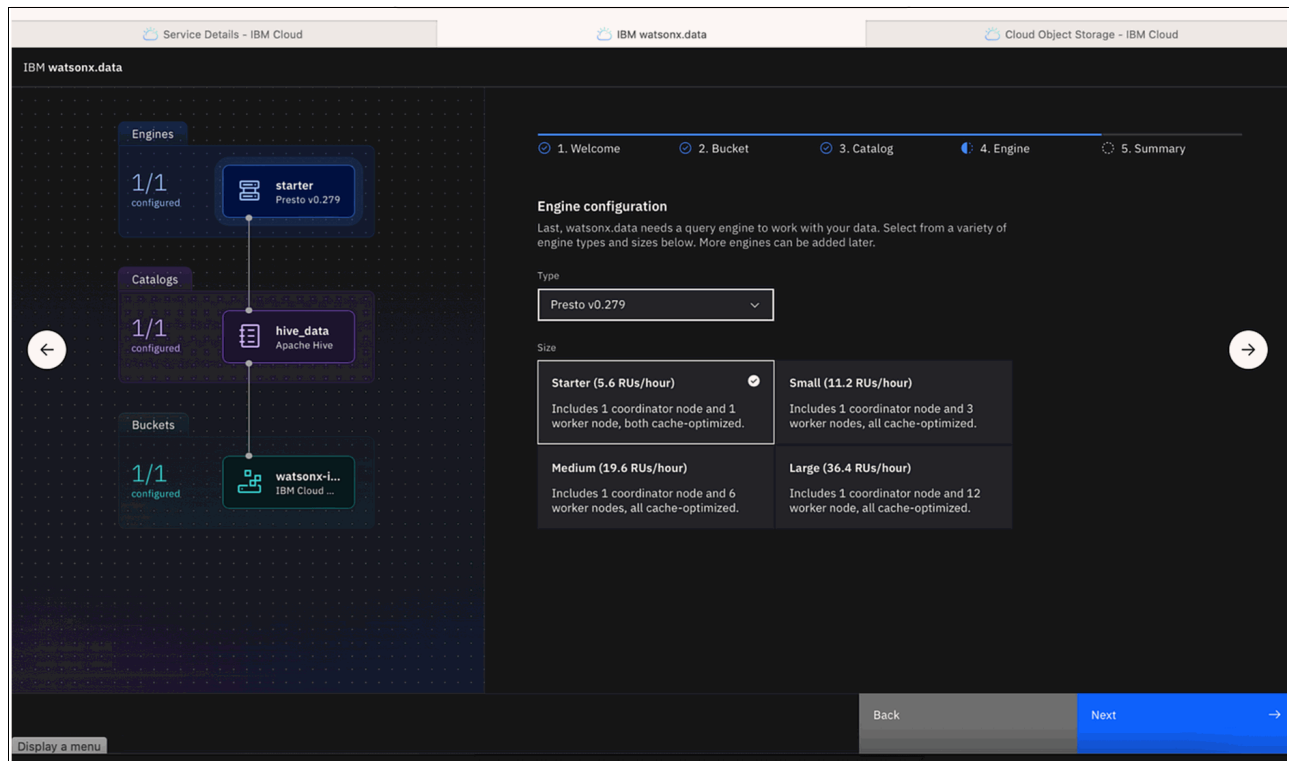 Service Details - IBM Cloud
IBM watsonx.data
Cloud Object Storage - IBM Cloud
IBM watsonx.data
Engines
1/1
configured
starter
Presto v0.279
Catalogs
1/1
configured
hive_data
Apache Hive
Buckets
1/1
configured
watsonx-i...
IBM Cloud ...
1. Welcome
2. Bucket
3. Catalog
4. Engine
5. Summary
Engine configuration
Last, watsonx.data needs a query engine to work with your data. Select from a variety of
engine types and sizes below. More engines can be added later.
Type
Presto v0.279
Size
Starter (5.6 RUs/hour)
Includes 1 coordinator node and 1
worker node, both cache-optimized.
Small (11.2 RUs/hour)
Includes 1 coordinator node and 3
worker nodes, all cache-optimized.
Medium (19.6 RUs/hour)
Includes 1 coordinator node and 6
worker nodes, all cache-optimized.
Large (36.4 RUs/hour)
Includes 1 coordinator node and 12
worker node, all cache-optimized.
Back
Next
Display a menu